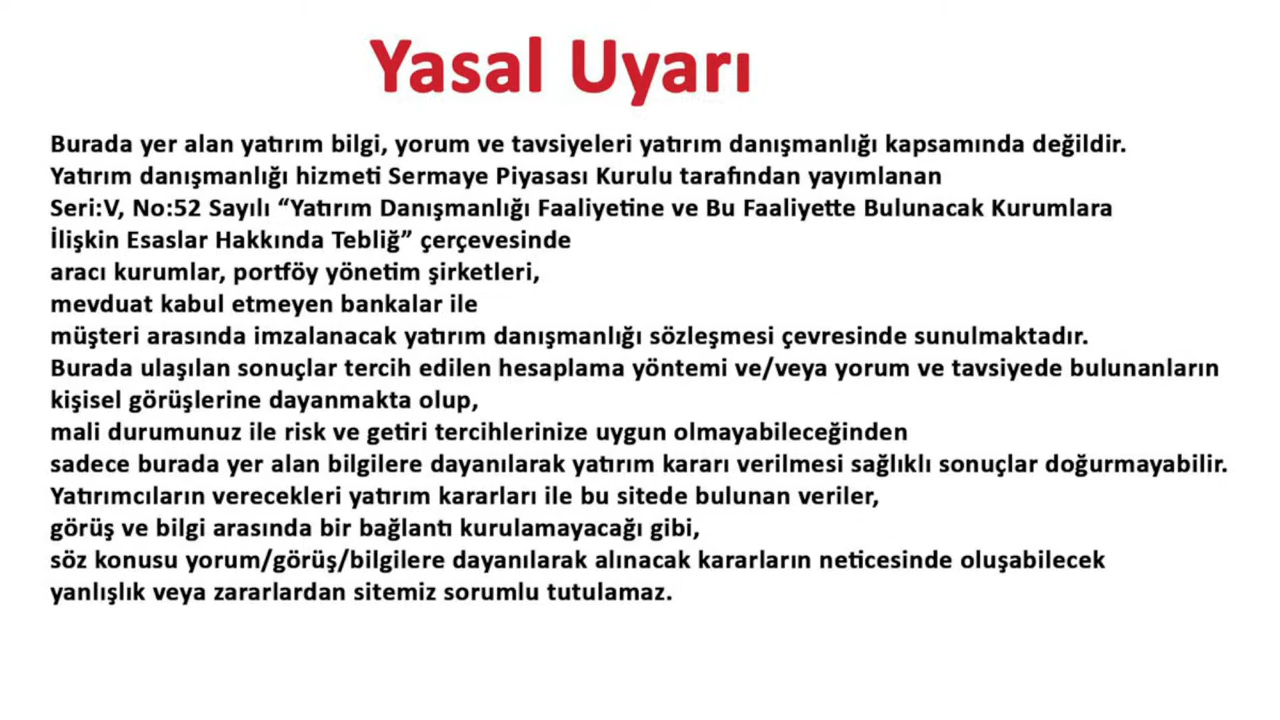 Yasal Uyarı
Burada yer alan yatırım bilgi, yorum ve tavsiyeleri yatırım danışmanlığı kapsamında değildir.
Yatırım danışmanlığı hizmeti Sermaye Piyasası Kurulu tarafından yayımlanan
Seri:V, No:52 Sayılı “Yatırım Danışmanlığı Faaliyetine ve Bu Faaliyette Bulunacak Kurumlara
İlişkin Esaslar Hakkında Tebliğ” çerçevesinde
aracı kurumlar, portföy yönetim şirketleri,
mevduat kabul etmeyen bankalar ile
müşteri arasında imzalanacak yatırım danışmanlığı sözleşmesi çevresinde sunulmaktadır.
Burada ulaşılan sonuçlar tercih edilen hesaplama yöntemi ve/veya yorum ve tavsiyede bulunanların
kişisel görüşlerine dayanmakta olup,
mali durumunuz ile risk ve getiri tercihlerinize uygun olmayabileceğinden
sadece burada yer alan bilgilere dayanılarak yatırım kararı verilmesi sağlıklı sonuçlar doğurmayabilir.
Yatırımcıların verecekleri yatırım kararları ile bu sitede bulunan veriler,
görüş ve bilgi arasında bir bağlantı kurulamayacağı gibi,
söz konusu yorum/görüş/bilgilere dayanılarak alınacak kararların neticesinde oluşabilecek
yanlışlık veya zararlardan sitemiz sorumlu tutulamaz.